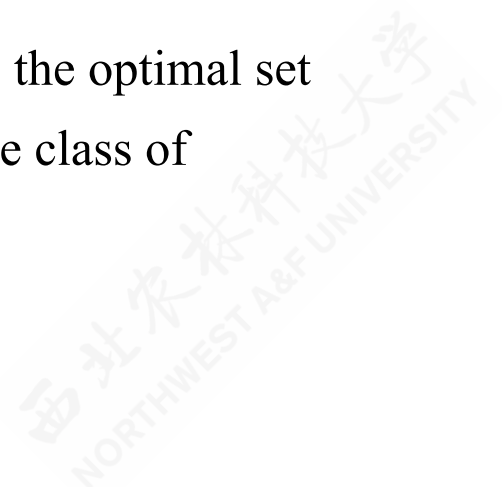 the optimal set
e class of
西北农林科技大学
NORTHWEST A&F UNIVERSITY